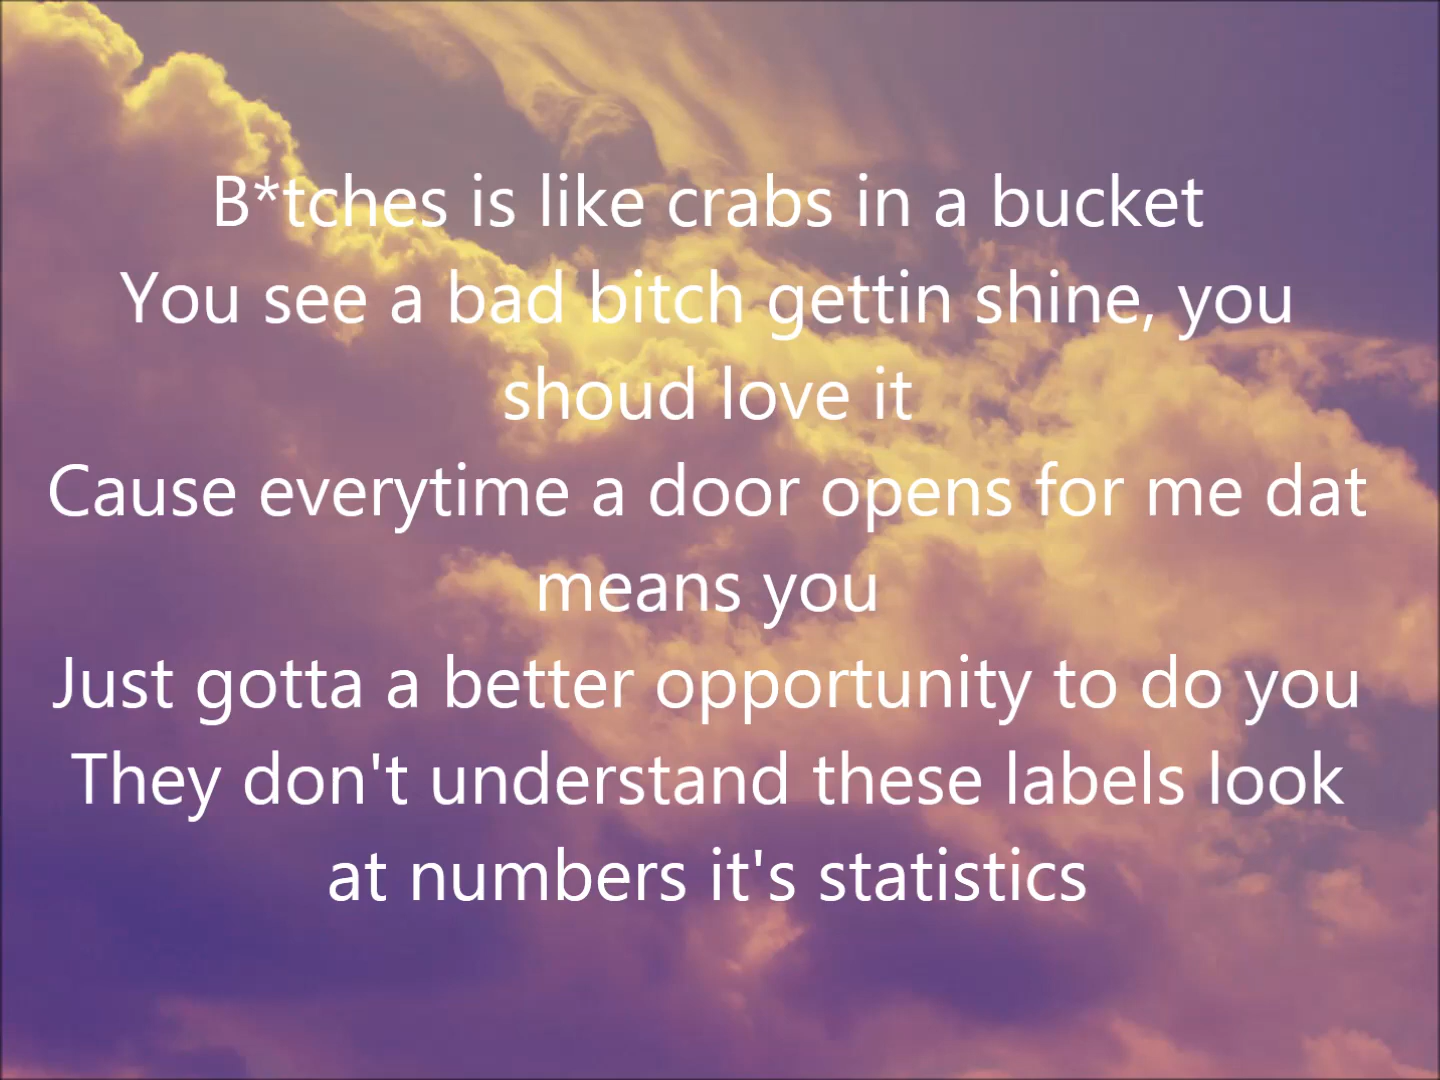 B*tches is like crabs in a bucket
You see a bad bitch gettin shine, you
shoud love it
Cause everytime a door opens for me dat
means you
Just gotta a better opportunity to do you
They don't understand these labels look
at numbers it's statistics